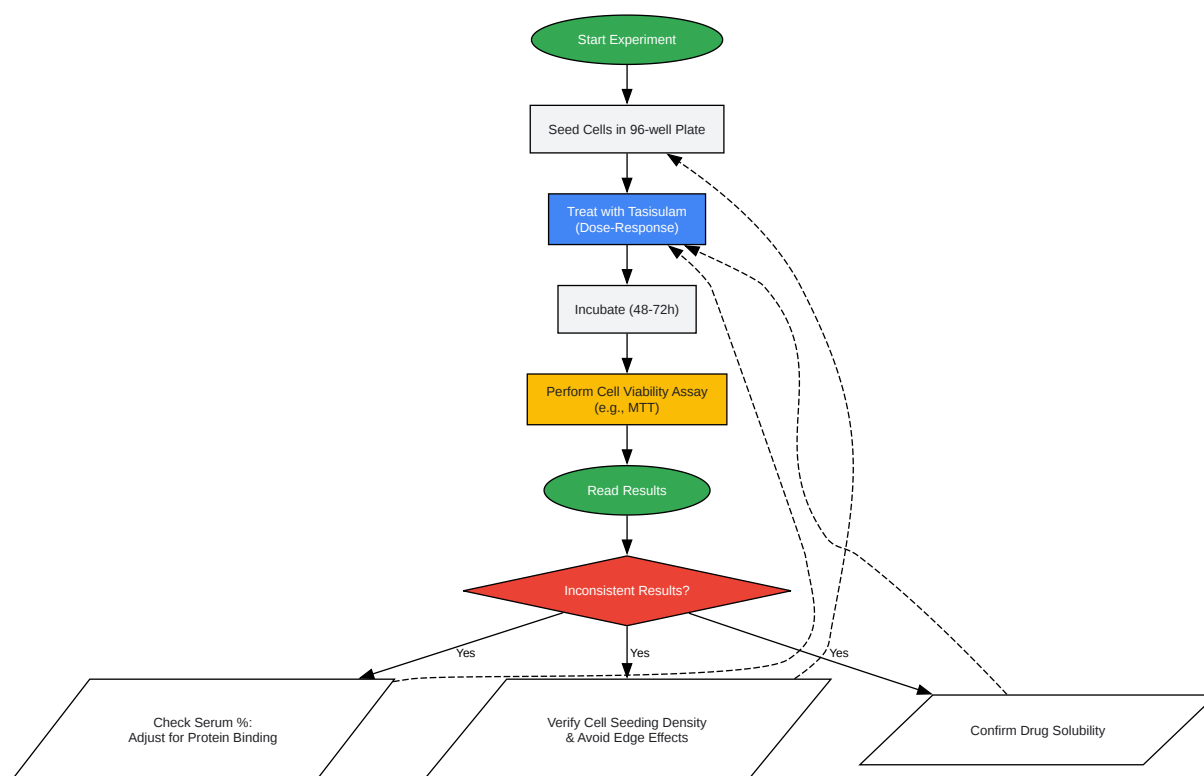 Start Experiment
Seed Cells in 96-well Plate
Treat with Tasisulam
(Dose-Response)
Incubate (48-72h)
Perform Cell Viability Assay
(e.g., MTT)
Read Results
Inconsistent Results?
Yes
Yes
Yes
Check Serum %:
Adjust for Protein Binding
Verify Cell Seeding Density
& Avoid Edge Effects
Confirm Drug Solubility